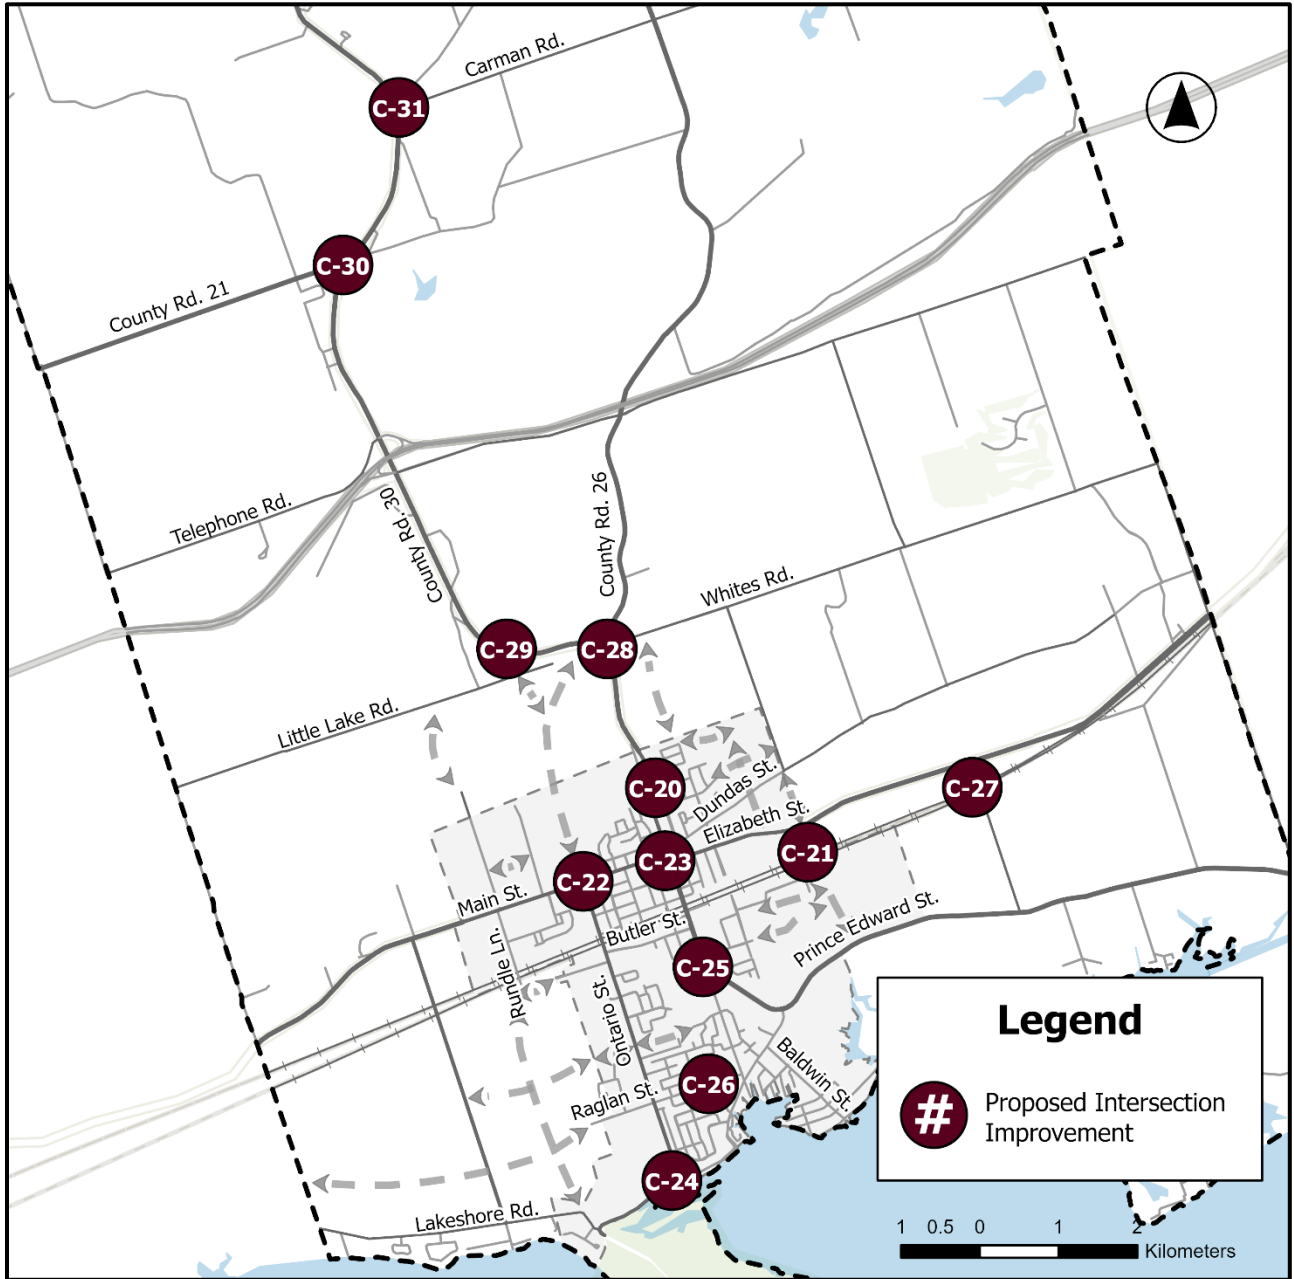 Carman Rd.
C-31
C-30
County Rd. 21
County Rd. 30
County Rd. 26
Telephone Rd.
Whites Rd.
C-29
C-28
Little Lake Rd.
C-20
Dundas St.
C-27
Elizabeth St.
C-21
C-23
C-22
Main St.
Butler St.
Prince Edward St.
Rundle Ln.
C-25
Ontario St.
Baldwin St.
C-26
Raglan St.
C-24
Lakeshore Rd.
Legend
#
Proposed Intersection
Improvement
1 0.5 0 1 2
Kilometers